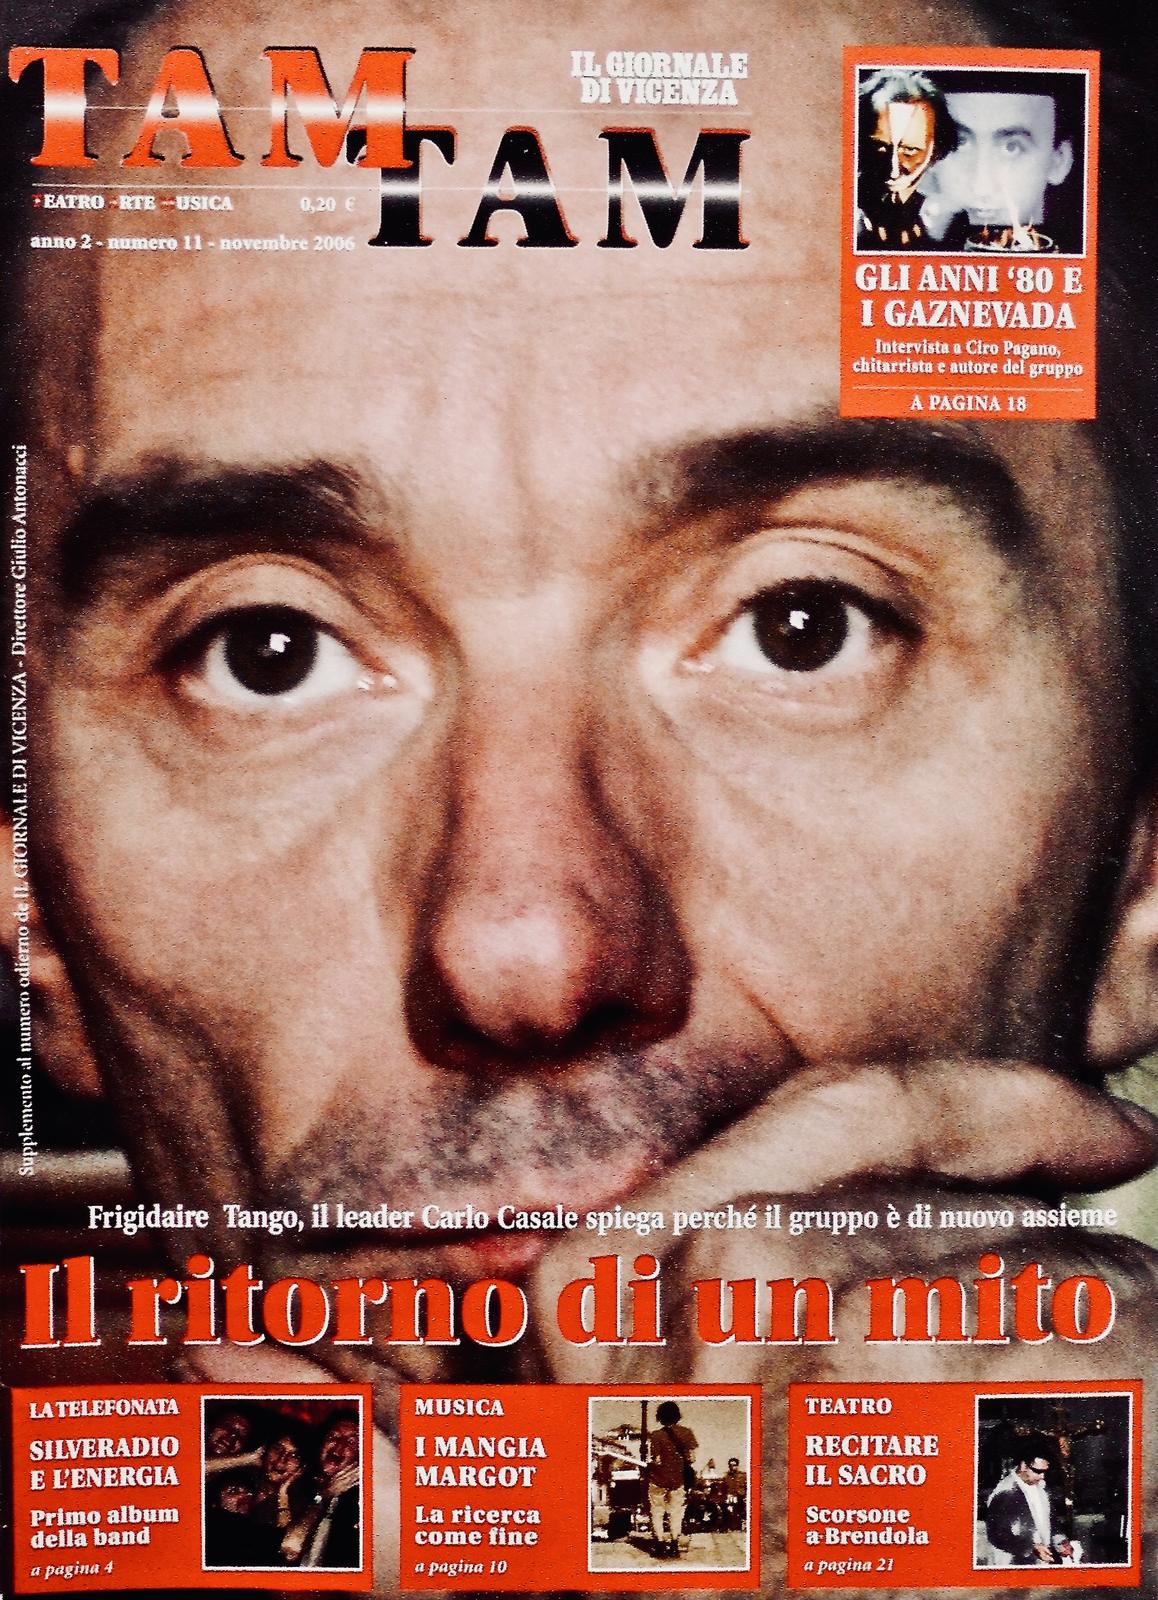 TAM
TAM
IL GIORNALE
DI VICENZA
TEATRO ARTE MUSICA
0,20 €
anno 2 - numero 11 - novembre 2006
GLI ANNI ‘80 E
I GAZNEVADA
Intervista a Ciro Pagano,
chitarrista e autore del gruppo
A PAGINA 18
Supplemento al numero odierno de IL GIORNALE DI VICENZA - Direttore Giulio Antonacci
Frigidaire Tango, il leader Carlo Casale spiega perché il gruppo è di nuovo assieme
Il ritorno di un mito
LA TELEFONATA
SILVERADIO
E L'ENERGIA
Primo album
della band
a pagina 4
MUSICA
I MANGIA
MARGOT
La ricerca
come fine
a pagina 10
TEATRO
RECITARE
IL SACRO
Scorsone
a Brendola
a pagina 21